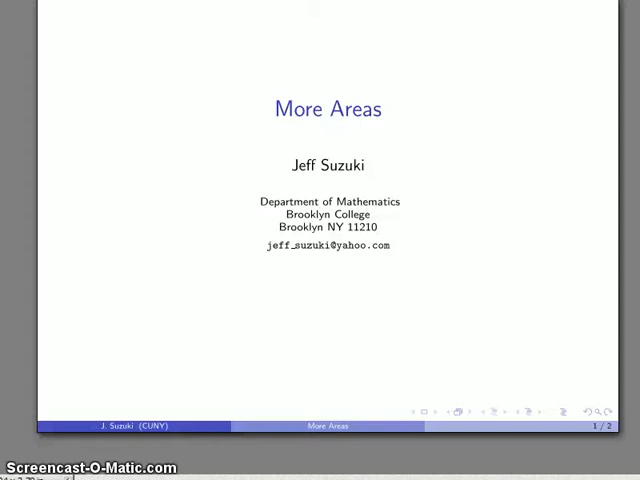 More Areas
Jeff Suzuki
Department of Mathematics
Brooklyn College
Brooklyn NY 11210
jeff_suzuki@yahoo.com
J. Suzuki (CUNY)
More Areas
1 / 2
Screencast-O-Matic.com